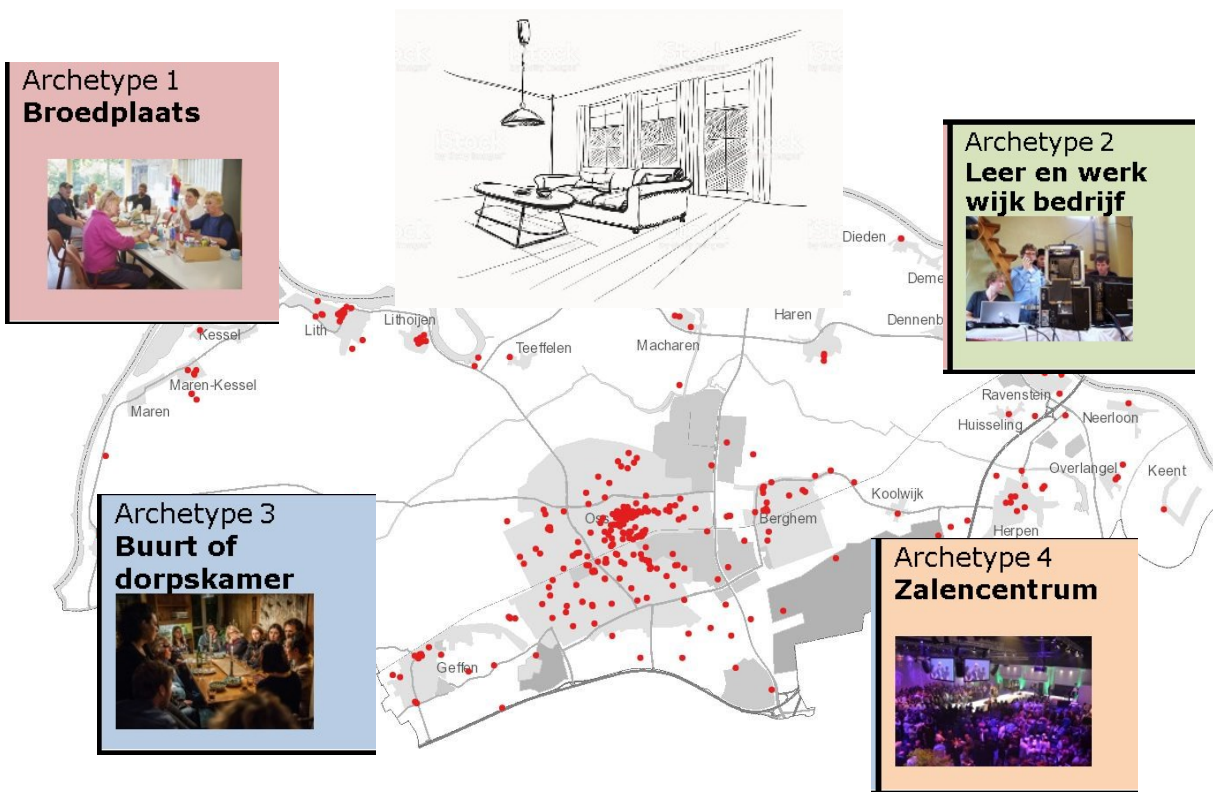 Archetype 1
Broedplaats
iStock
Archetype 2
Leer en werk
wijk bedrijf
Dieden
Deme
Haren
Dennenb
Kessel
Lith
Lithoijen
Teeffelen
Macharen
Maren-Kessel
Maren
Ravenstein
Huisseling
Neerloon
Overlangel
Keent
Koolwijk
Herpen
Oss
Berghem
Geffen
Archetype 3
Buurt of
dorpskamer
Archetype 4
Zalencentrum